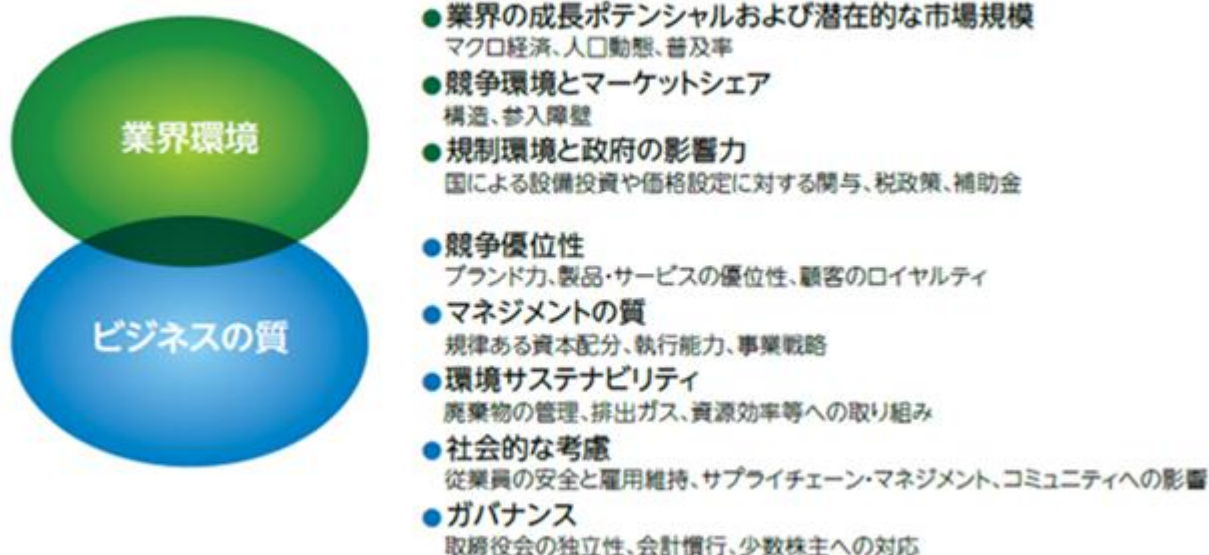 業界環境
●業界の成長ポテンシャルおよび潜在的な市場規模
マクロ経済、人口動態、普及率
●競争環境とマーケットシェア
構造、参入障壁
●規制環境と政府の影響力
国による設備投資や価格設定に対する関与、税政策、補助金
ビジネスの質
●競争優位性
ブランド力、製品・サービスの優位性、顧客のロイヤルティ
●マネジメントの質
規律ある資本配分、執行能力、事業戦略
●環境サステナビリティ
廃棄物の管理、排出ガス、資源効率等への取り組み
●社会的な考慮
従業員の安全と雇用維持、サプライチェーン・マネジメント、コミュニティへの影響
●ガバナンス
取締役会の独立性、会計慣行、少数株主への対応